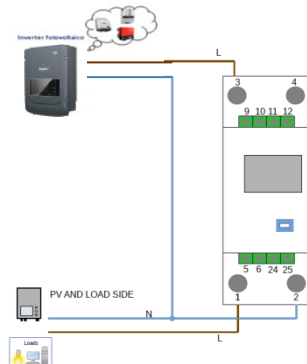 Inverter fotovoltaico
L
3 4
9 10 11 12
5 6 24 25
PV AND LOAD SIDE
N
1 2
L
Loads